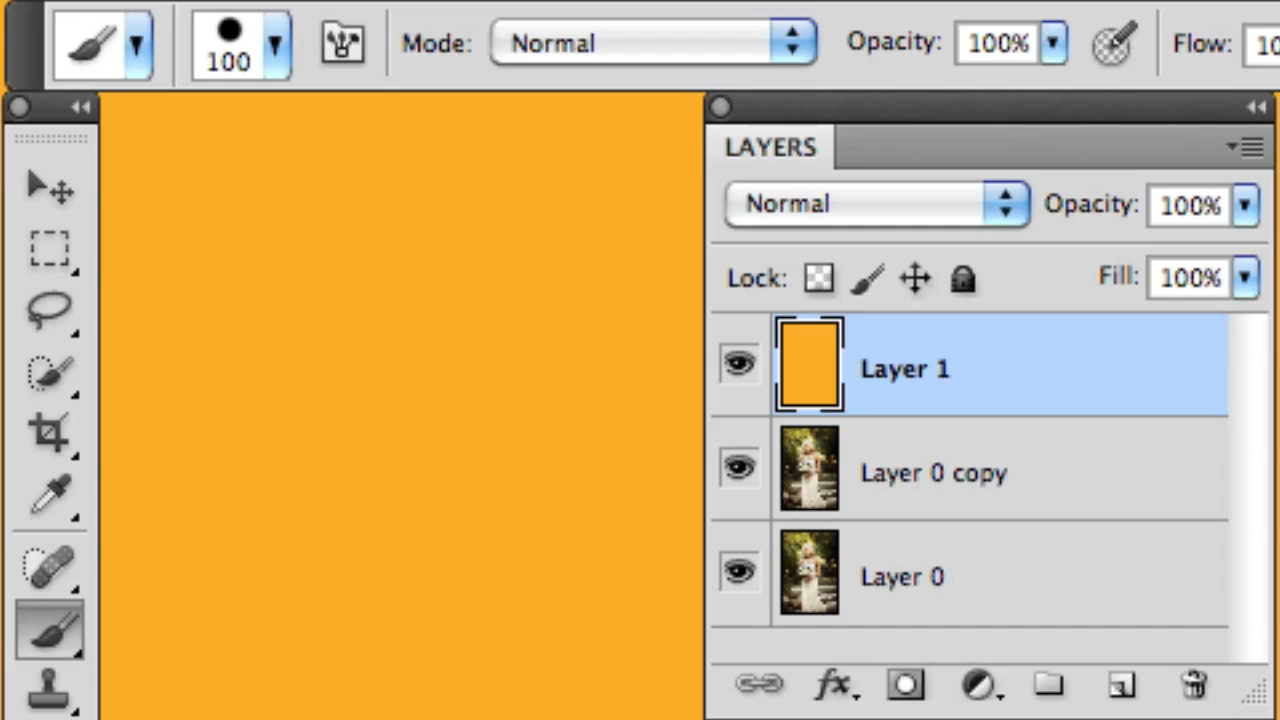 100
Mode: Normal
Opacity: 100%
Flow: 10
LAYERS
Normal
Opacity: 100%
Lock:
Fill: 100%
Layer 1
Layer 0 copy
Layer 0
fx